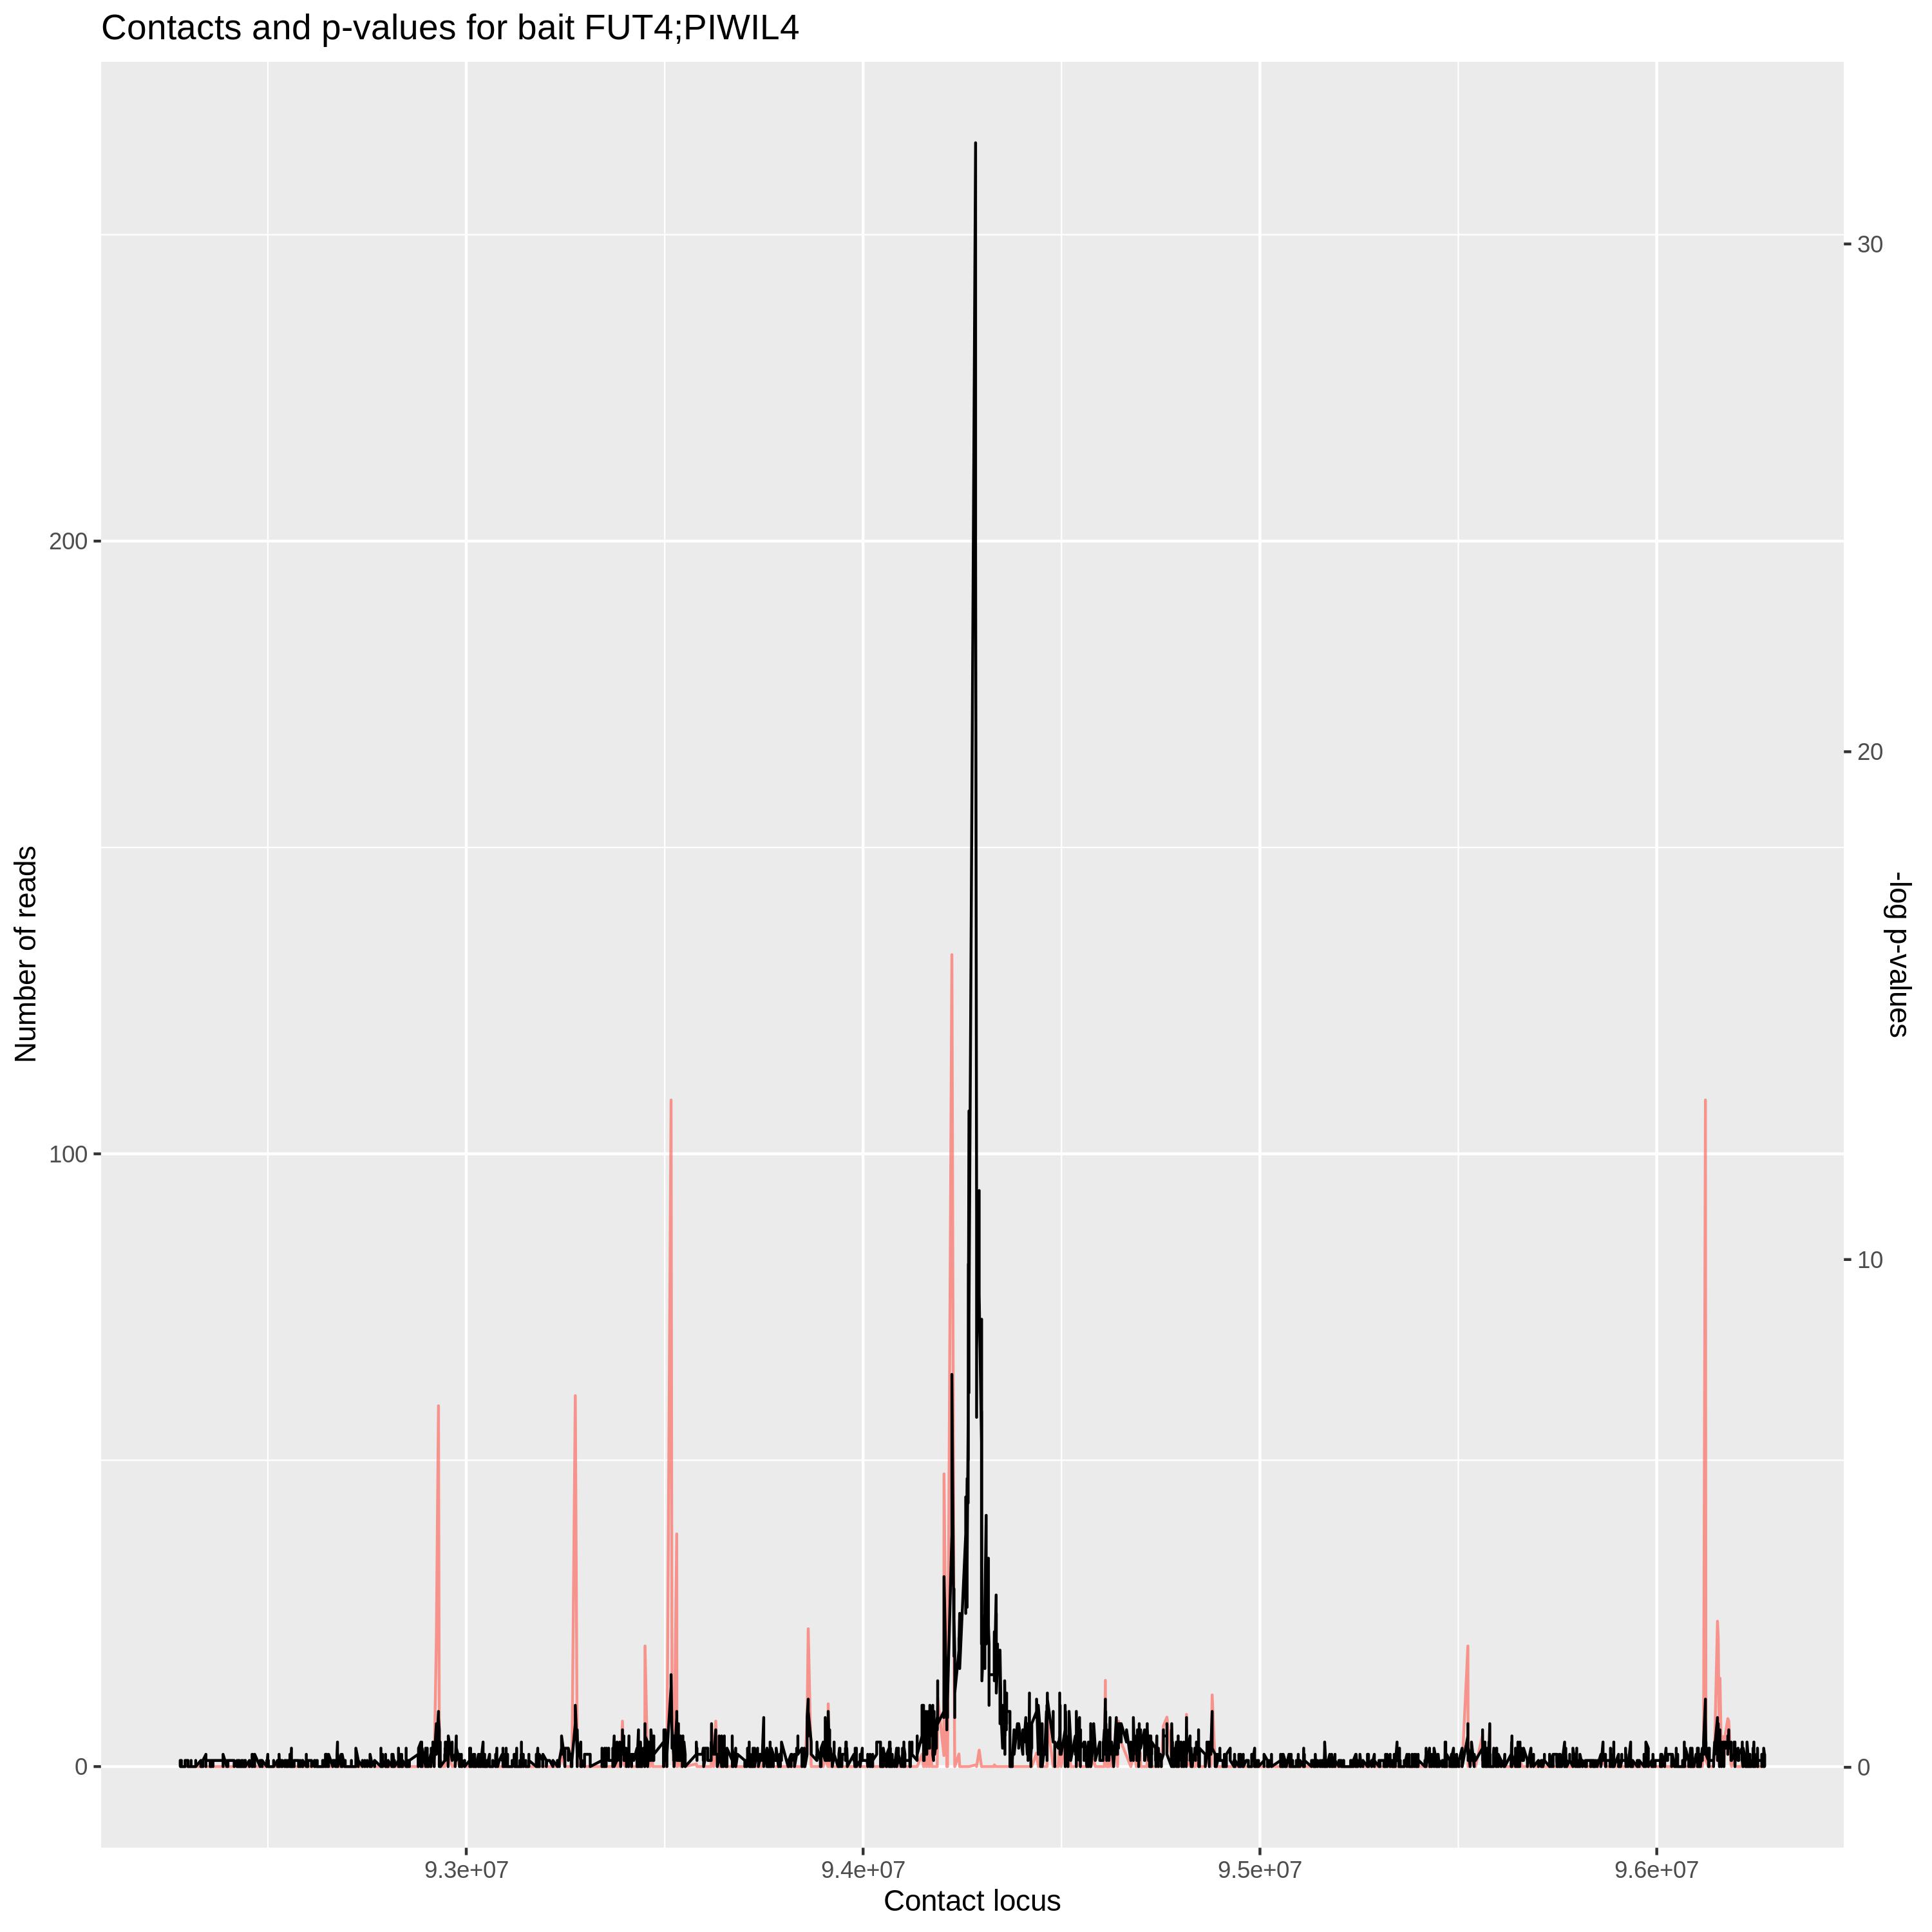 Contacts and p-values for bait FUT4;PIWIL4
Number of reads
200
100
0
30
20
10
0
-log p-values
9.3e+07
9.4e+07
9.5e+07
9.6e+07
Contact locus